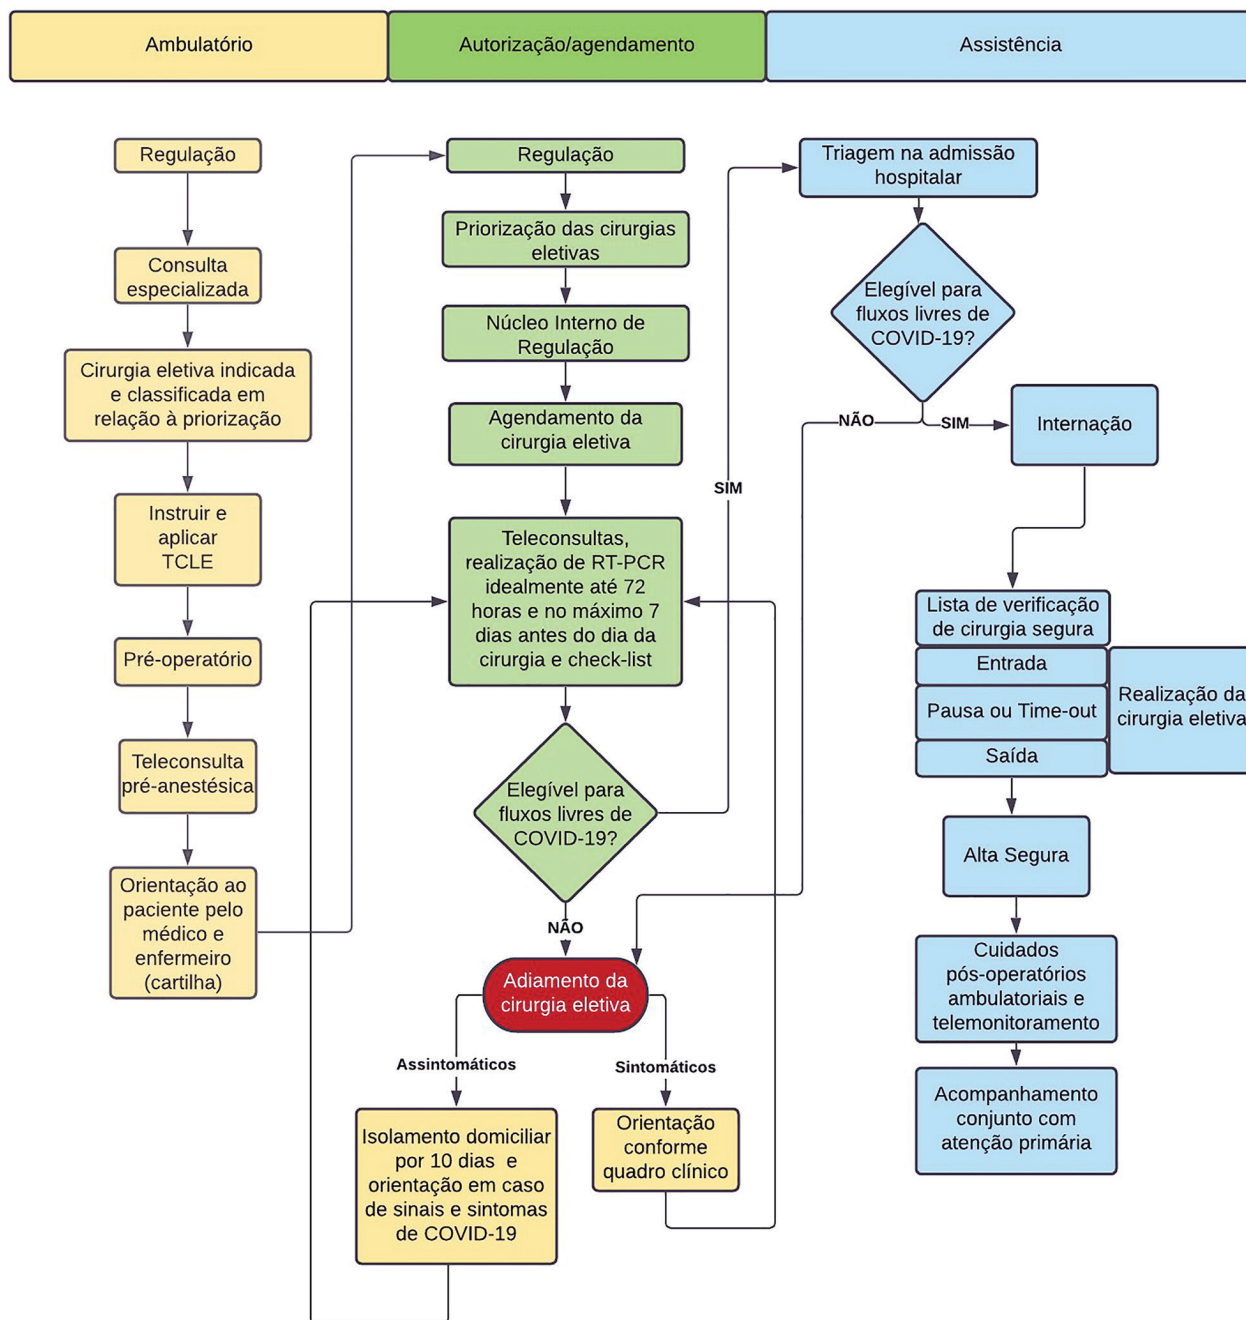 Ambulatório
Autorização/agendamento
Assistência
Regulação
Consulta
especializada
Cirurgia eletiva indicada
e classificada em
relação à priorização
Instruir e
aplicar
TCLE
Pré-operatório
Teleconsulta
pré-anestésica
Orientação ao
paciente pelo
médico e
enfermeiro
(cartilha)
Regulação
Priorização das cirurgias
eletivas
Núcleo Interno de
Regulação
Agendamento da
cirurgia eletiva
Teleconsultas,
realização de RT-PCR
idealmente até 72
horas e no máximo 7
dias antes do dia da
cirurgia e check-list
Elegível para
fluxos livres de
COVID-19?
SIM
NÃO
Adiamento da
cirurgia eletiva
Assintomáticos
Sintomáticos
Isolamento domiciliar
por 10 dias e
orientação em caso
de sinais e sintomas
de COVID-19
Orientação
conforme
quadro clínico
Triagem na admissão
hospitalar
Elegível para
fluxos livres de
COVID-19?
NÃO
SIM
Internação
Lista de verificação
de cirurgia segura
Entrada
Pausa ou Time-out
Saída
Realização da
cirurgia eletiva
Alta Segura
Cuidados
pós-operatórios
ambulatoriais e
telemonitoramento
Acompanhamento
conjunto com
atenção primária